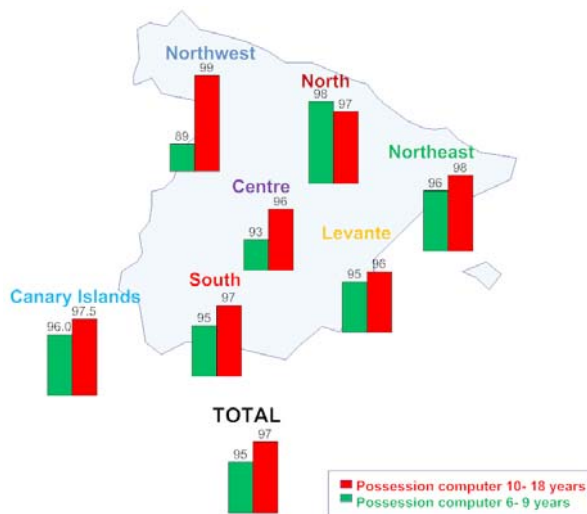 Northwest
99
89
North
98
97
Northeast
98
96
Centre
96
93
Levante
96
95
South
97
95
Canary Islands
97.5
96.0
TOTAL
97
95
Possession computer 10- 18 years
Possession computer 6- 9 years